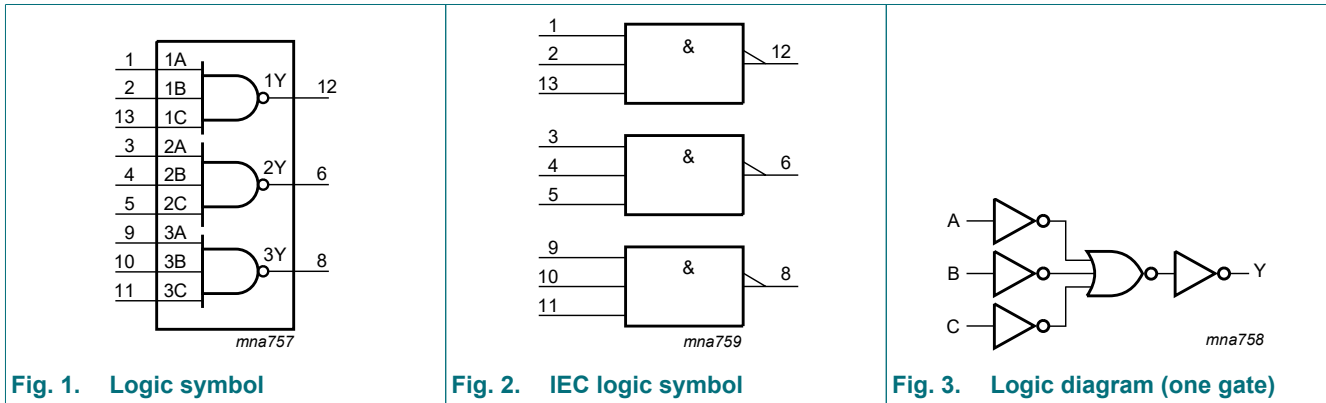 1 1A
2 1B
13 1C
1Y 12
3 2A
4 2B
5 2C
2Y 6
9 3A
10 3B
11 3C
3Y 8
mna757
Fig. 1. Logic symbol
1
2
13
&
12
3
4
5
&
6
9
10
11
&
8
mna759
Fig. 2. IEC logic symbol
A
B
C
Y
mna758
Fig. 3. Logic diagram (one gate)